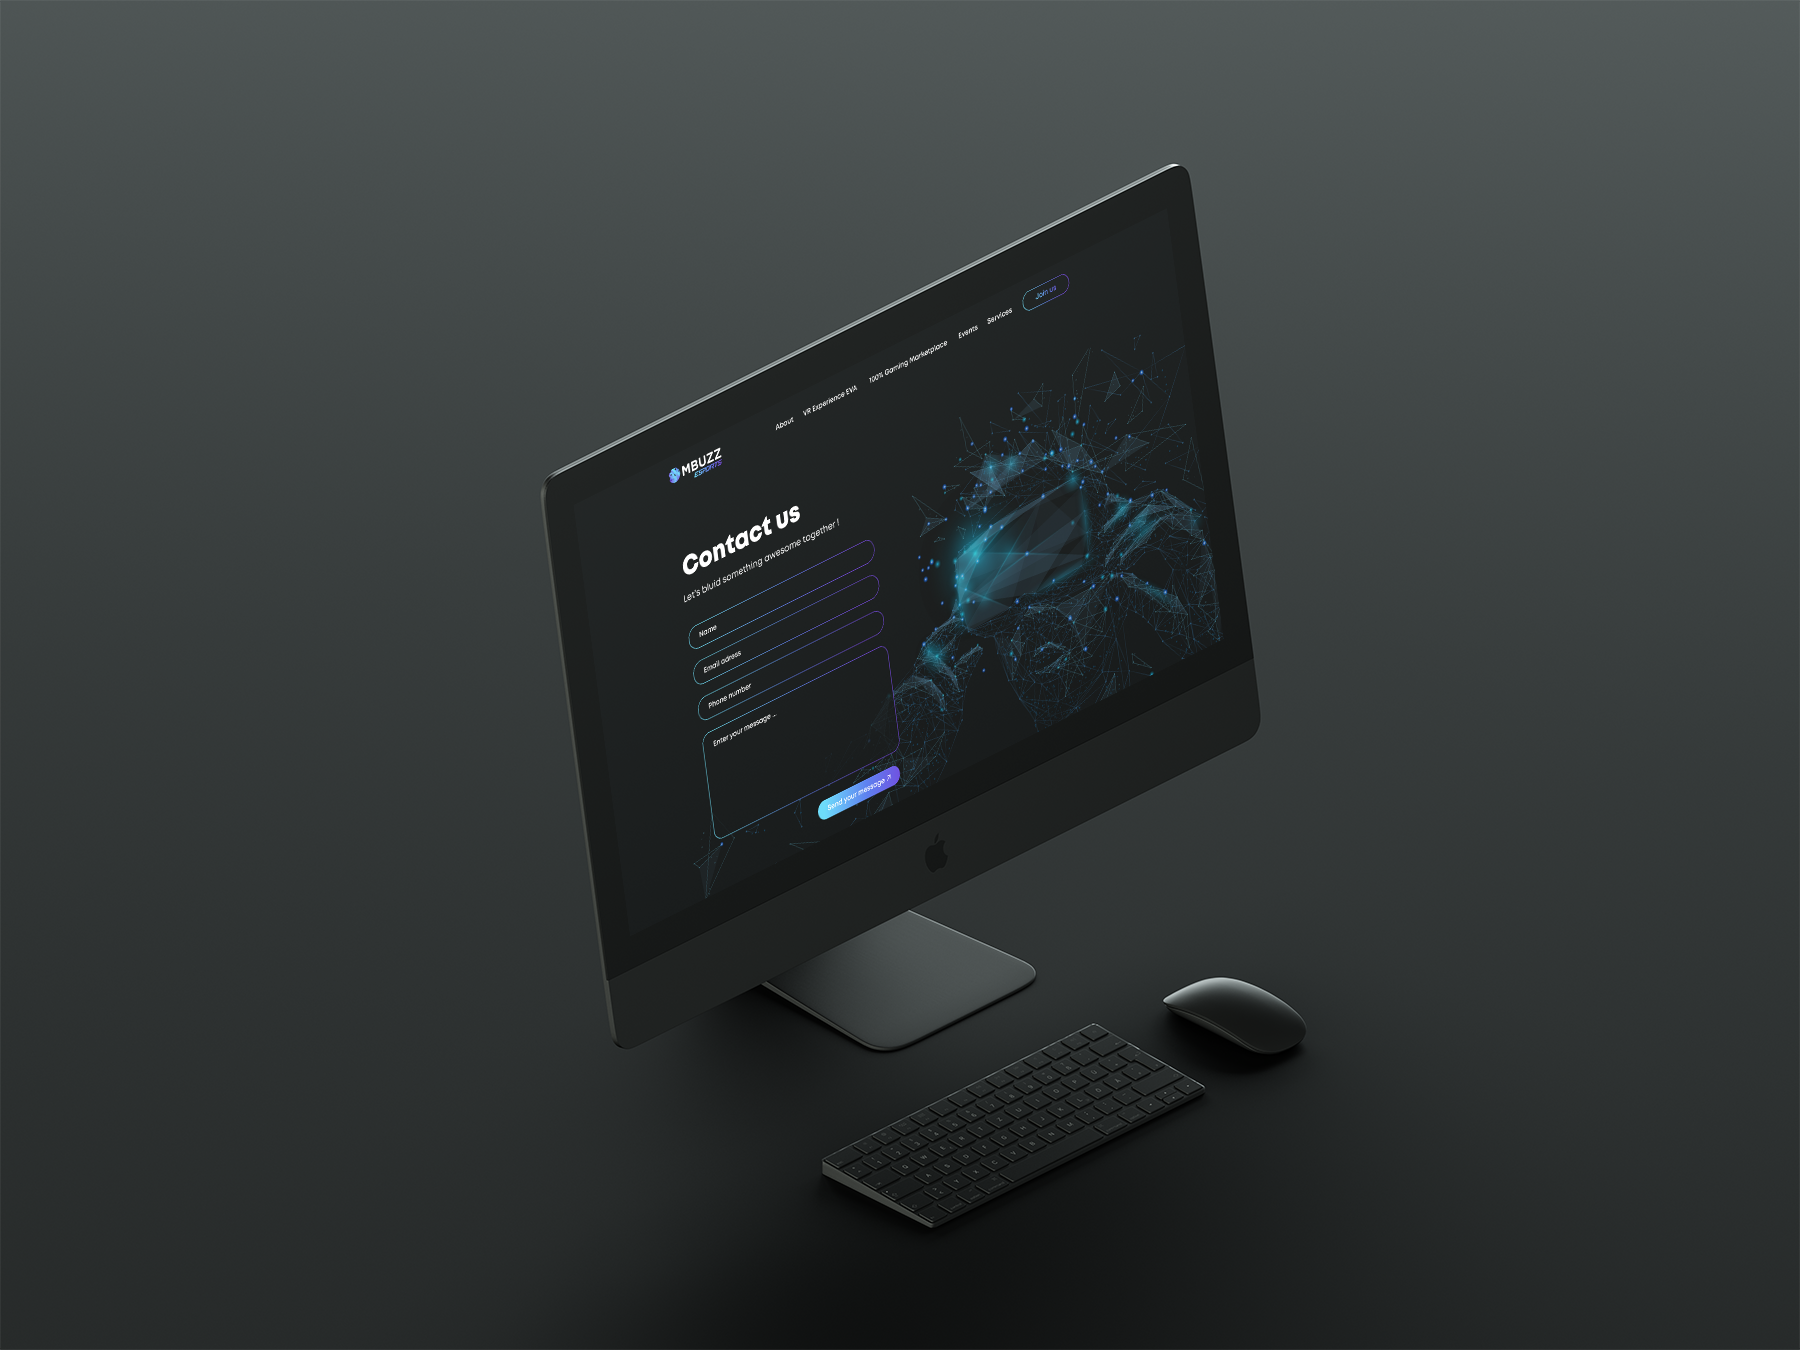 About VR Experience EVA 100% Gaming Marketplace Events Services Join us
MBUZZ
ESPORTS
Contact us
Let's bluid something awesome together !
Name
Email adress
Phone number
Enter your message ...
Send your message ↗